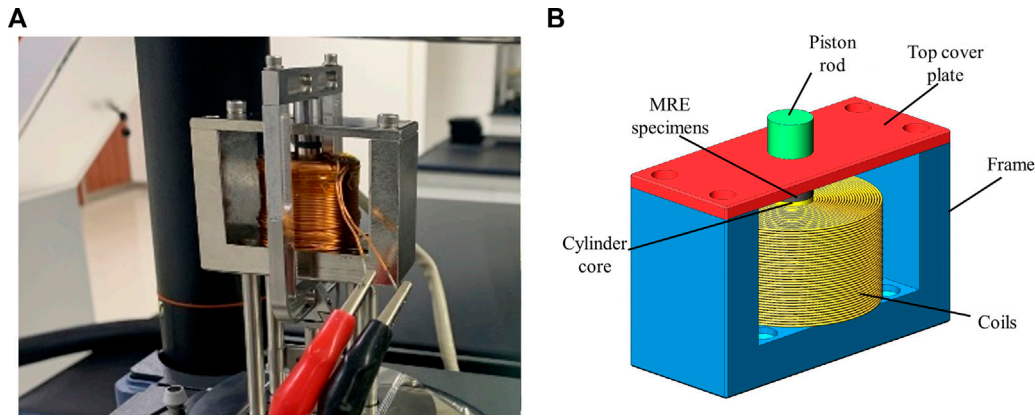 A
B
Piston
rod
Top cover
plate
MRE
specimens
Frame
Cylinder
core
Coils